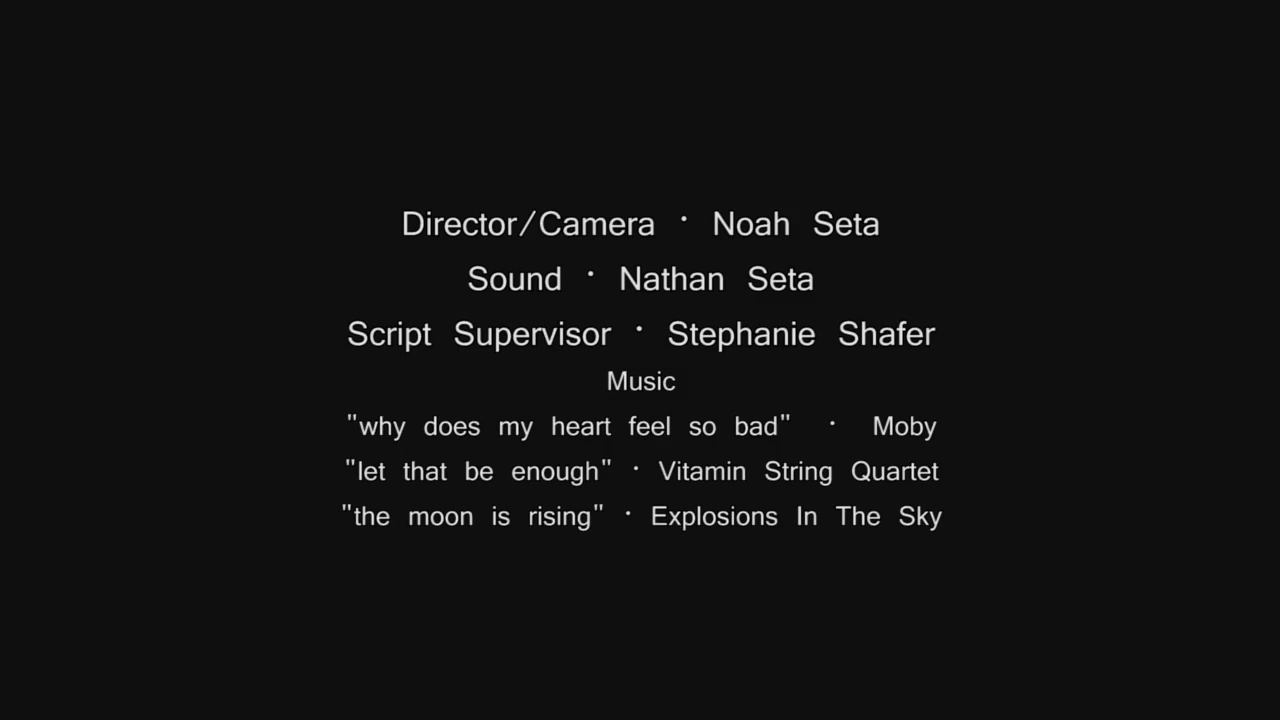 Director/Camera · Noah Seta
Sound · Nathan Seta
Script Supervisor · Stephanie Shafer
Music
"why does my heart feel so bad" · Moby
"let that be enough" · Vitamin String Quartet
"the moon is rising" · Explosions In The Sky